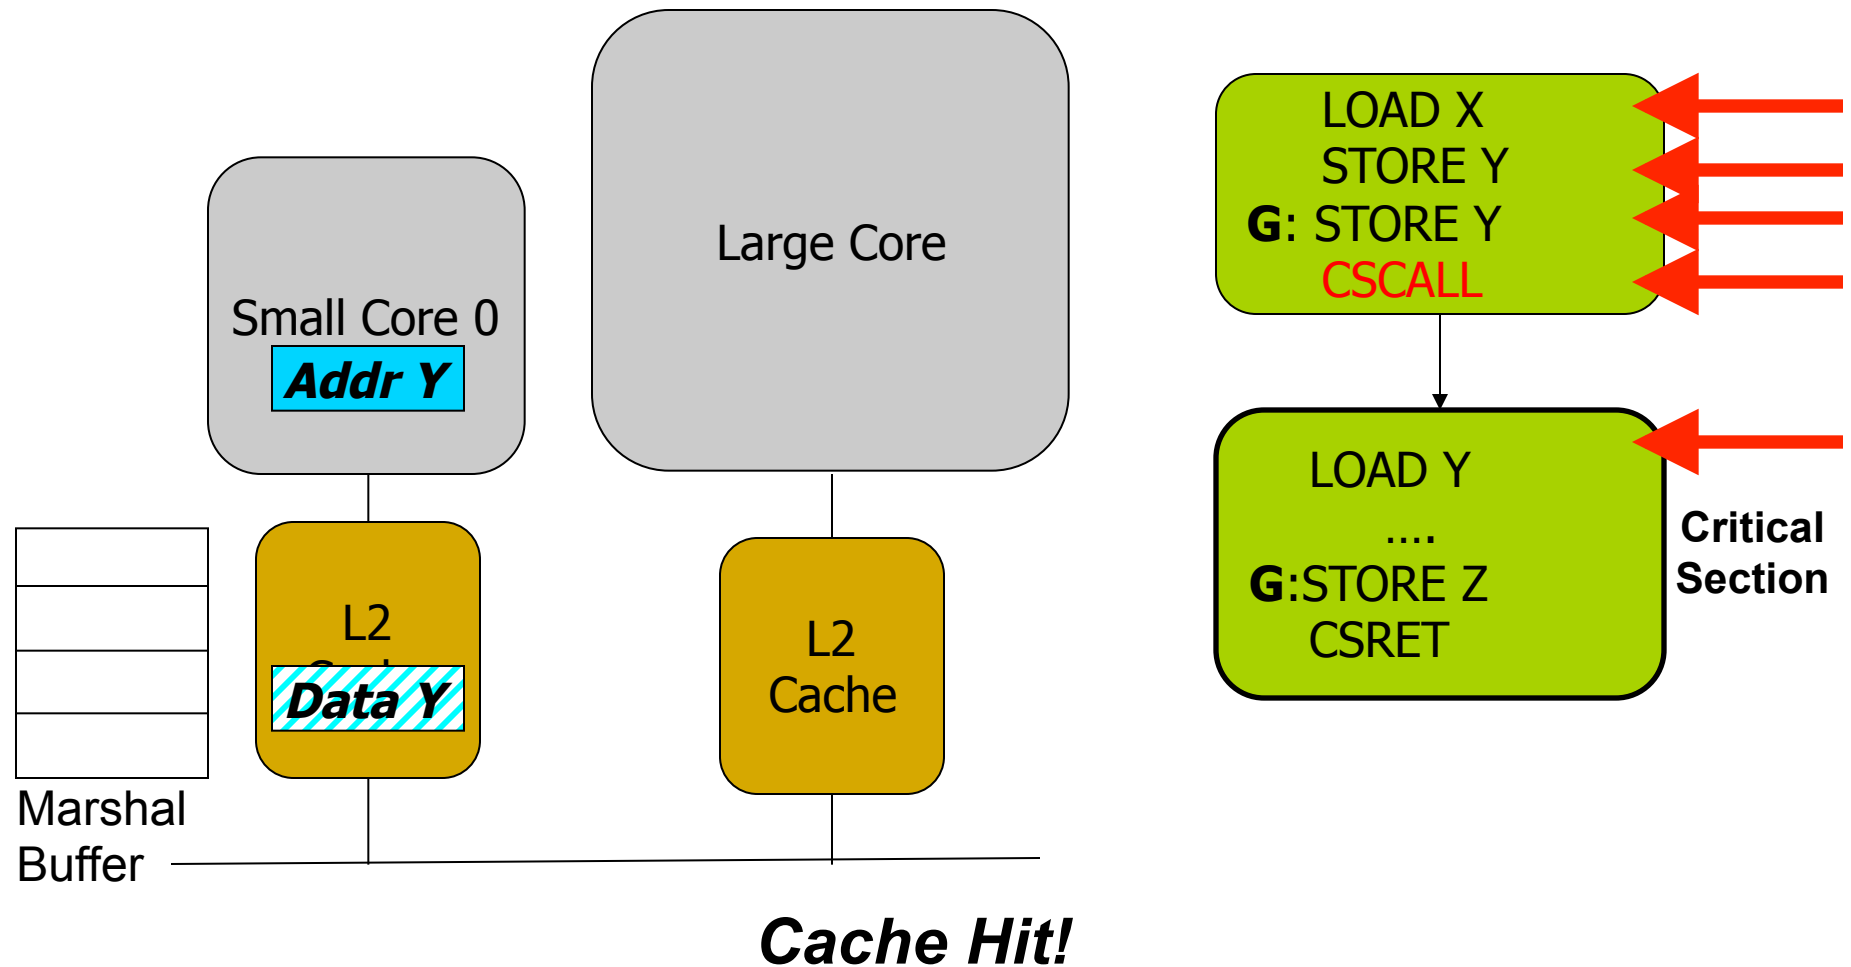 Small Core 0
Addr Y
Large Core
LOAD X
STORE Y
G: STORE Y
CSCALL
LOAD Y
....
G:STORE Z
CSRET
Critical
Section
L2
Data Y
L2
Cache
Marshal
Buffer
Cache Hit!